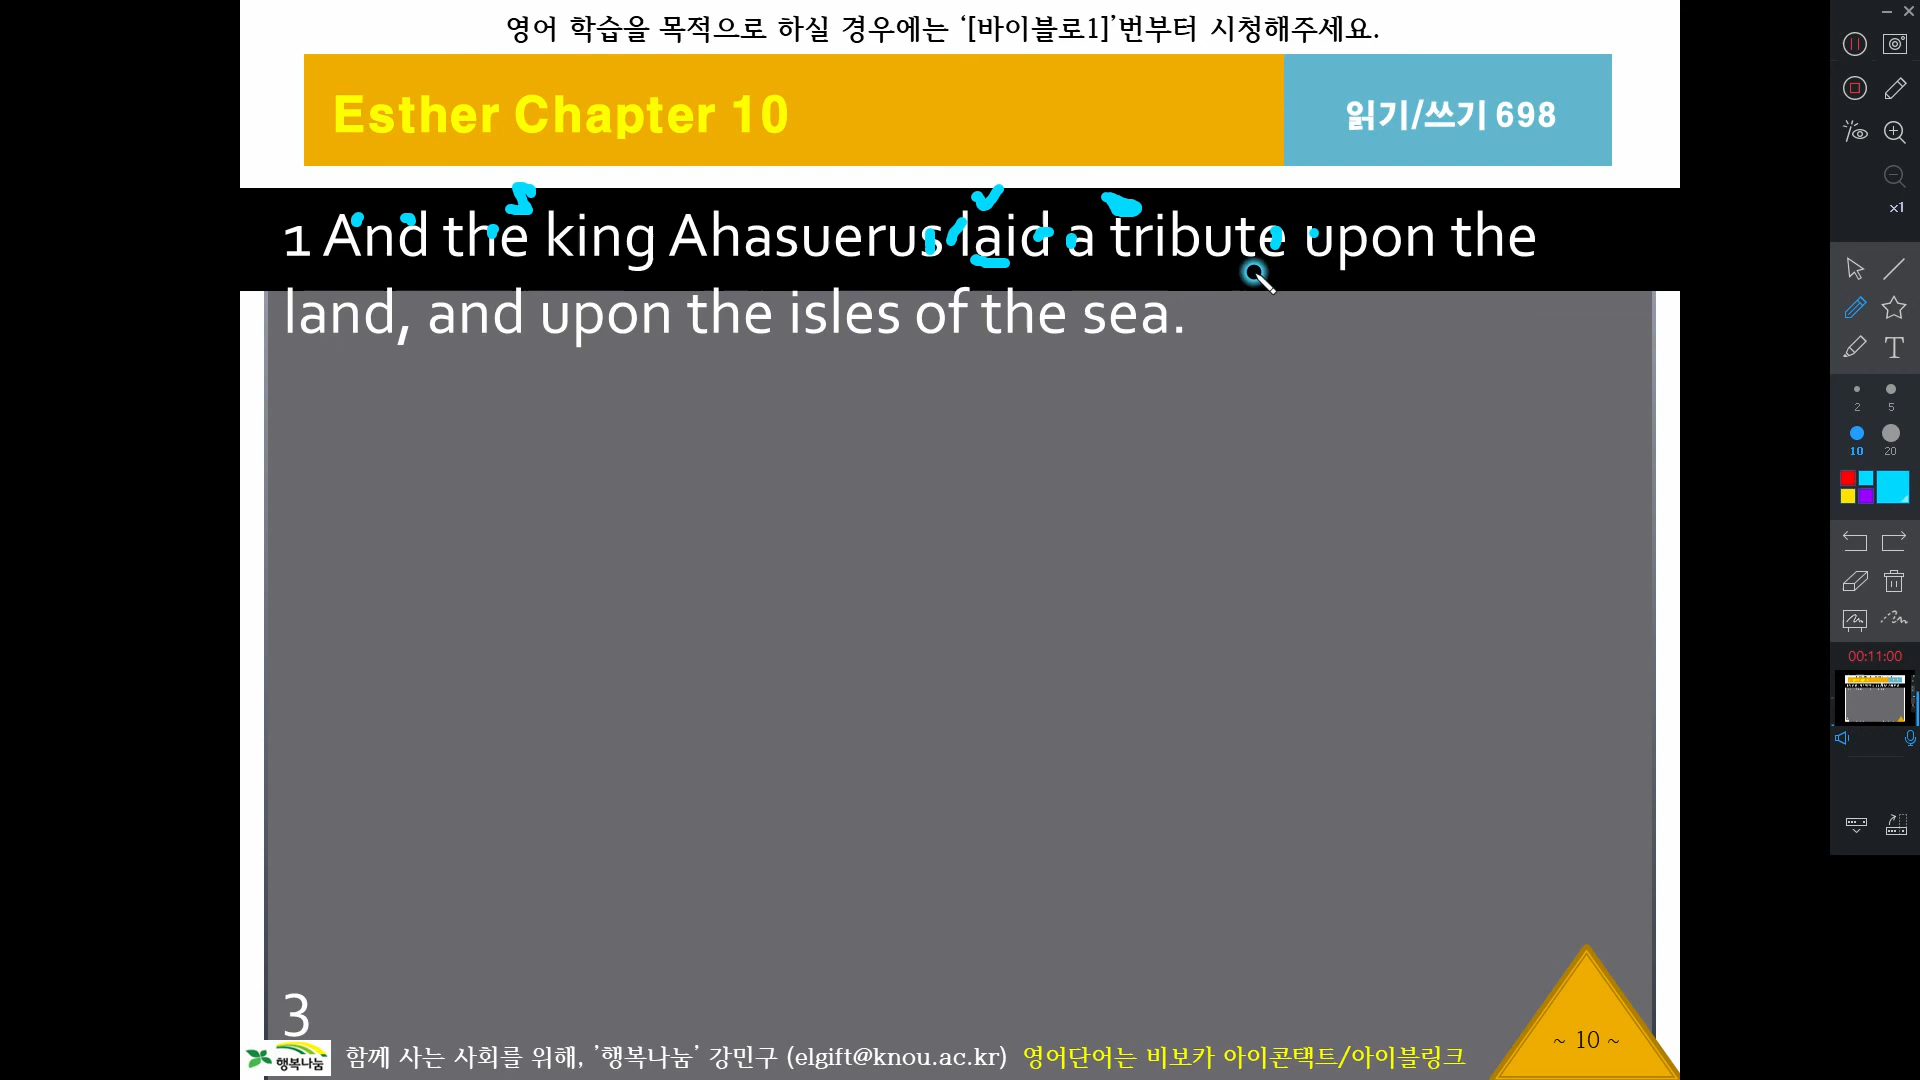 영어 학습을 목적으로 하실 경우에는 ‘[바이블로1]’번부터 시청해주세요.
Esther Chapter 10
읽기/쓰기 698
1 And the king Ahasuerus laid a tribute upon the
land, and upon the isles of the sea.
3
~ 10 ~
행복나눔
함께 사는 사회를 위해, ’행복나눔’ 강민구 (elgift@knou.ac.kr) 영어단어는 비보카 아이콘택트/아이블링크
x1
2 5
10 20
T
00:11:00